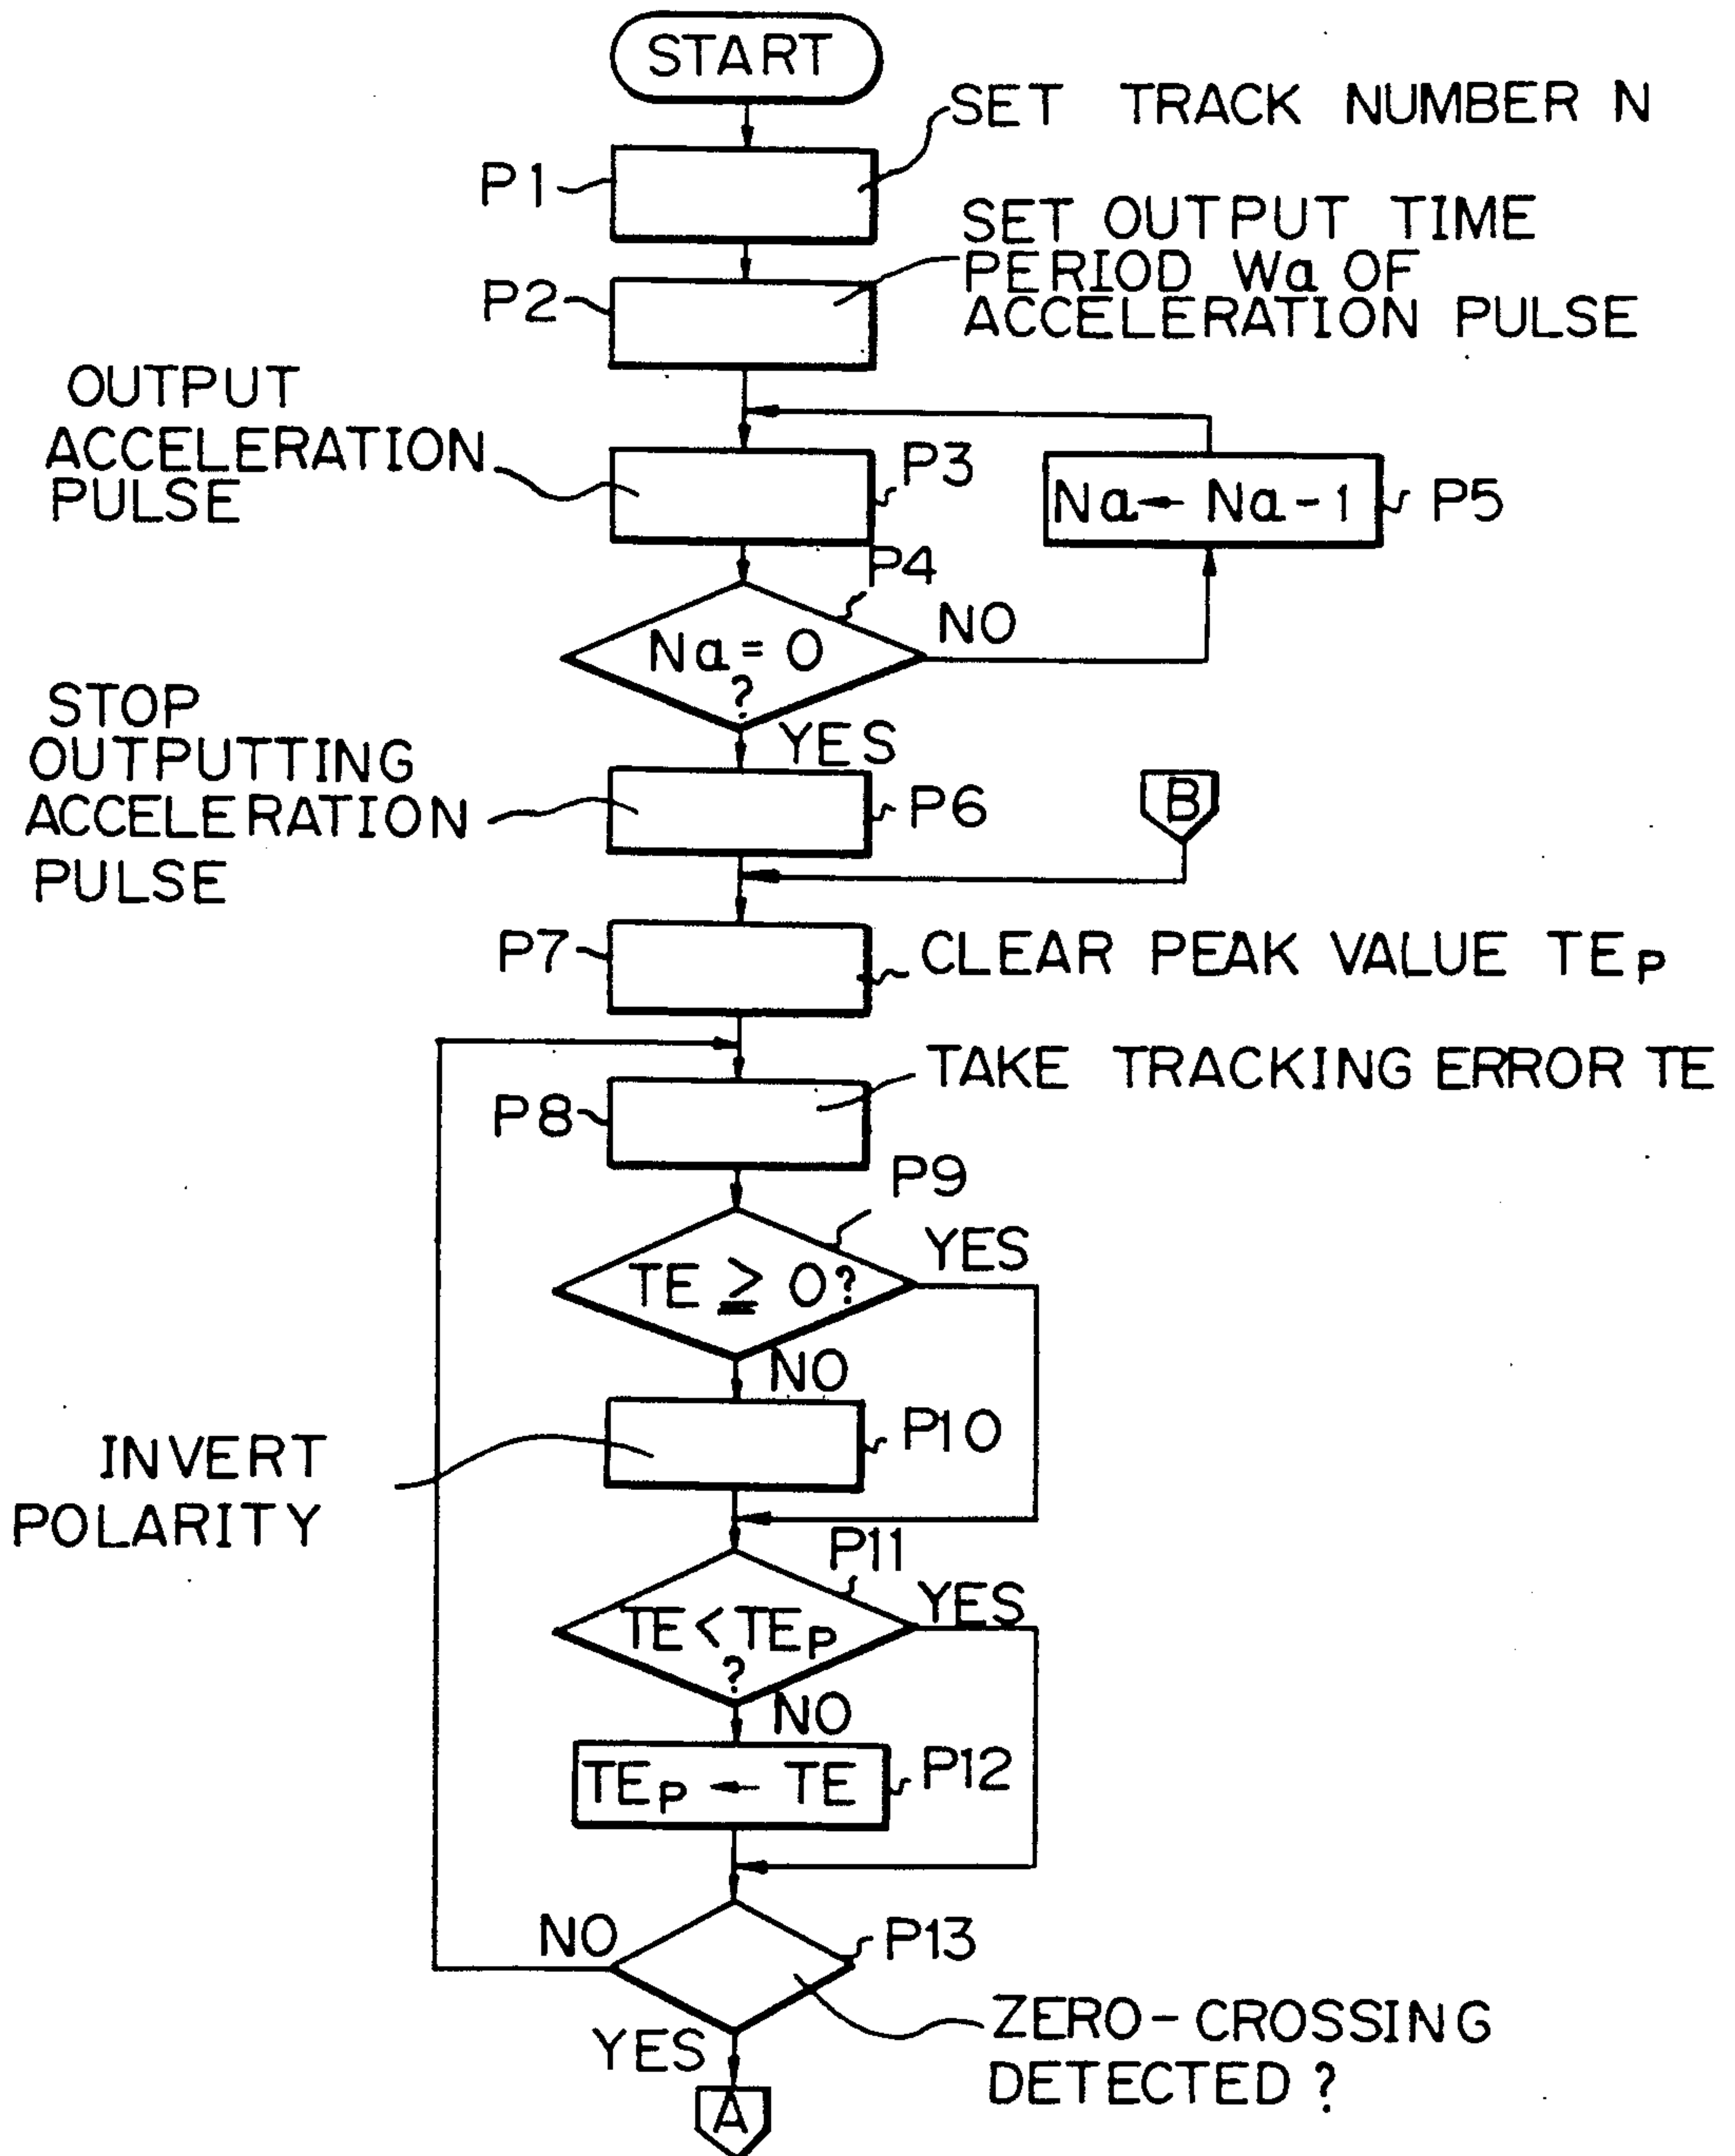 START
SET TRACK NUMBER N
P1
SET OUTPUT TIME
PERIOD Wa OF
ACCELERATION PULSE
P2
OUTPUT
ACCELERATION
PULSE
P3
Na ← Na - 1
P5
P4
Na = 0
?
NO
YES
STOP
OUTPUTTING
ACCELERATION
PULSE
P6
B
P7
CLEAR PEAK VALUE TEP
TAKE TRACKING ERROR TE
P8
P9
TE ≥ 0?
YES
NO
P10
INVERT
POLARITY
P11
TE < TEP
?
YES
NO
TEP ← TE
P12
NO
P13
ZERO-CROSSING
DETECTED ?
YES
A